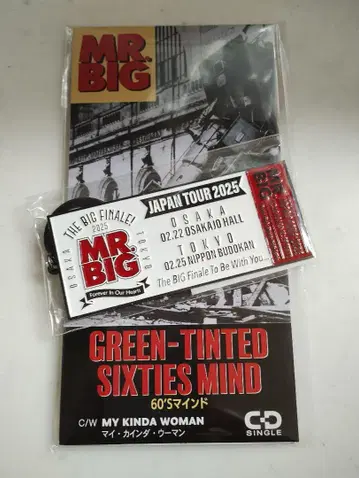 MR.
BIG
THE BIG FINALE!
2025
OSAKA
BUDOKAN
MR.
BIG
Forever In Our Hearts
JAPAN TOUR 2025
OSAKA
02.22 OSAKAJO HALL
TOKYO
02.25 NIPPON BUDOKAN
The BIG Finale To Be With You...
GREEN-TINTED
SIXTIES MIND
60'Sマインド
C/W MY KINDA WOMAN
マイ・カインダ・ウーマン
CD
SINGLE